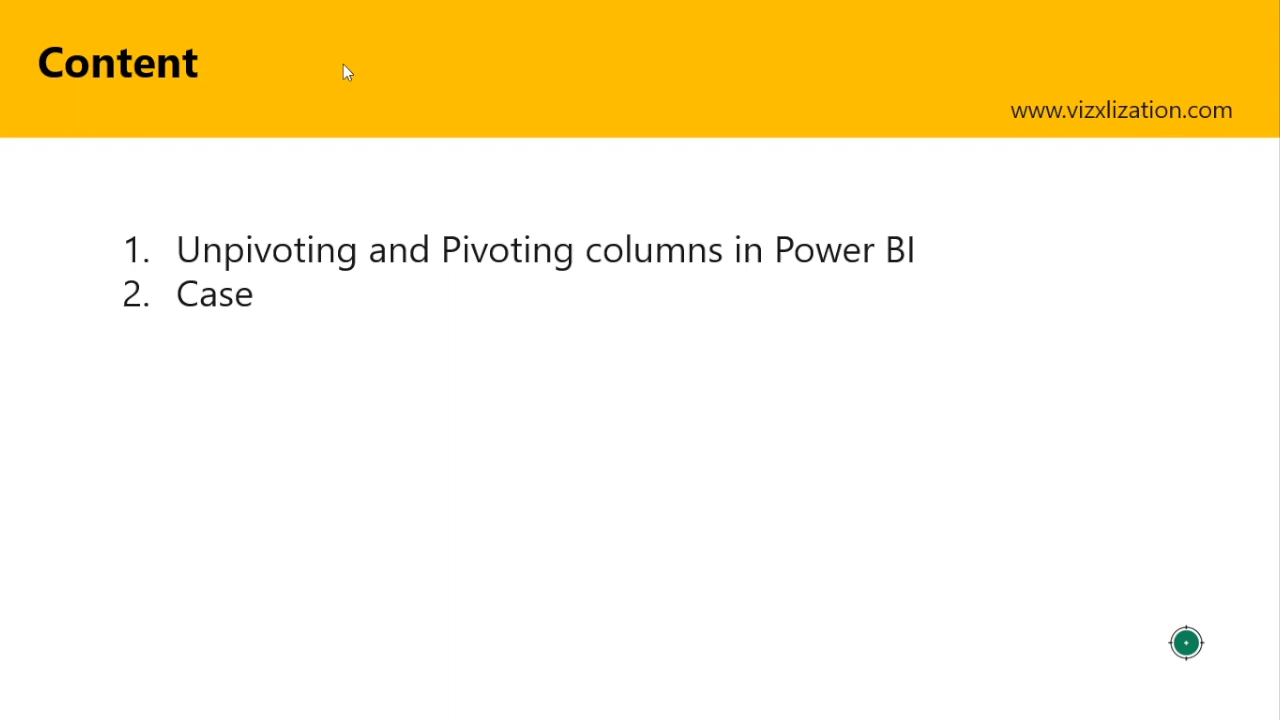 Content
www.vizxlization.com
1. Unpivoting and Pivoting columns in Power BI
2. Case